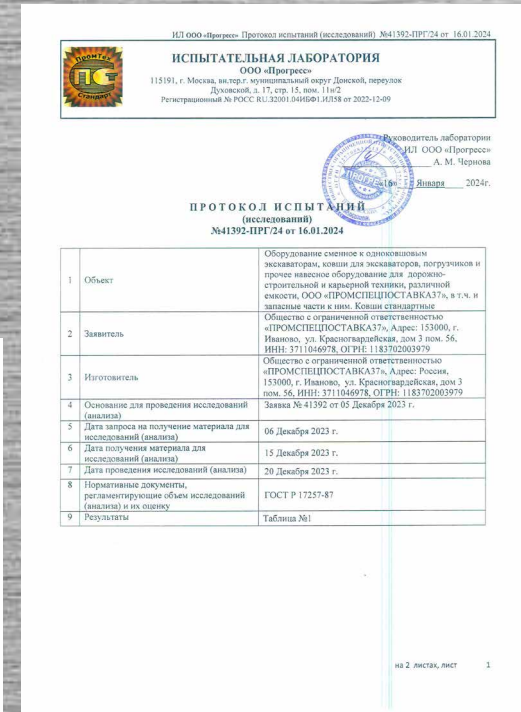 ИЛ ООО «Прогресс» Протокол испытаний (исследований) №41392-ПРГ/24 от 16.01.2024
ПромТех
Стандарт
ИСПЫТАТЕЛЬНАЯ ЛАБОРАТОРИЯ
ООО «Прогресс»
115191, г. Москва, вн.тер.г. муниципальный округ Донской, переулок
Духовской, д. 17, стр. 15, пом. 11н/2
Регистрационный № РОСС RU.32001.04ИБФ1.ИЛ58 от 2022-12-09
Руководитель лаборатории
ИЛ ООО «Прогресс»
А. М. Чернова
«16» Января 2024г.
ПРОТОКОЛ ИСПЫТАНИЙ
(исследований)
№41392-ПРГ/24 от 16.01.2024
1 Объект
Оборудование сменное к одноковшовым
экскаваторам, ковши для экскаваторов, погрузчиков и
прочее навесное оборудование для дорожно-
строительной и карьерной техники, различной
емкости, ООО «ПРОМСПЕЦПОСТАВКА37», в т.ч. и
запасные части к ним. Ковши стандартные
2 Заявитель
Общество с ограниченной ответственностью
«ПРОМСПЕЦПОСТАВКА37», Адрес: 153000, г.
Иваново, ул. Красногвардейская, дом 3 пом. 56,
ИНН: 3711046978, ОГРН: 1183702003979
3 Изготовитель
Общество с ограниченной ответственностью
«ПРОМСПЕЦПОСТАВКА37», Адрес: Россия,
153000, г. Иваново, ул. Красногвардейская, дом 3
пом. 56, ИНН: 3711046978, ОГРН: 1183702003979
4 Основание для проведения исследований
(анализа)
Заявка № 41392 от 05 Декабря 2023 г.
5 Дата запроса на получение материала для
исследований (анализа)
06 Декабря 2023 г.
6 Дата получения материала для
исследований (анализа)
15 Декабря 2023 г.
7 Дата проведения исследований (анализа)
20 Декабря 2023 г.
8 Нормативные документы,
регламентирующие объем исследований
(анализа) и их оценку
ГОСТ Р 17257-87
9 Результаты
Таблица №1
на 2 листах, лист 1